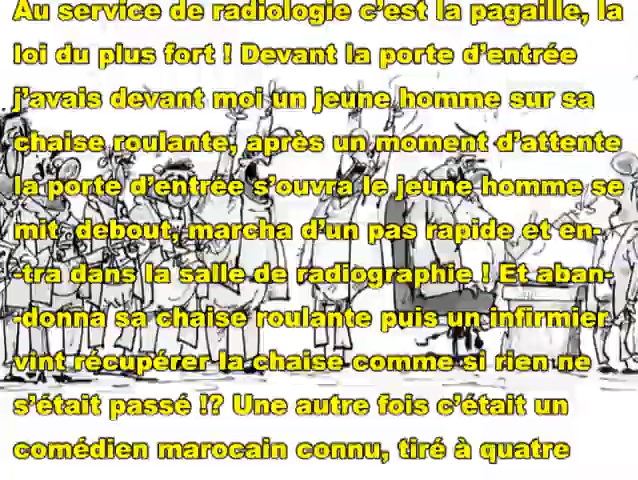 Au service de radiologie c'est la pagaille, la
loi du plus fort ! Devant la porte d'entrée
j'avais devant moi un jeune homme sur sa
chaise roulante, après un moment d'attente
la porte d'entrée s'ouvra le jeune homme se
mit debout, marcha d'un pas rapide et en-
-tra dans la salle de radiographie ! Et aban-
-donna sa chaise roulante puis un infirmier
vint récupérer la chaise comme si rien ne
s'était passé !? Une autre fois c'était un
comédien marocain connu, tiré à quatre